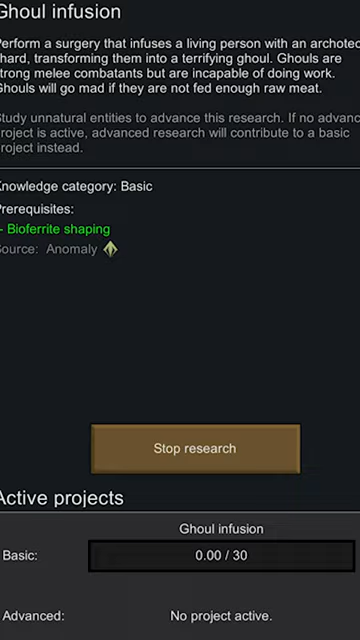 Ghoul infusion
Perform a surgery that infuses a living person with an archotec
shard, transforming them into a terrifying ghoul. Ghouls are
strong melee combatants but are incapable of doing work.
Ghouls will go mad if they are not fed enough raw meat.
Study unnatural entities to advance this research. If no advanc
project is active, advanced research will contribute to a basic
project instead.
Knowledge category: Basic
Prerequisites:
- Bioferrite shaping
Source: Anomaly
Stop research
Active projects
Ghoul infusion
Basic: 0.00 / 30
Advanced: No project active.